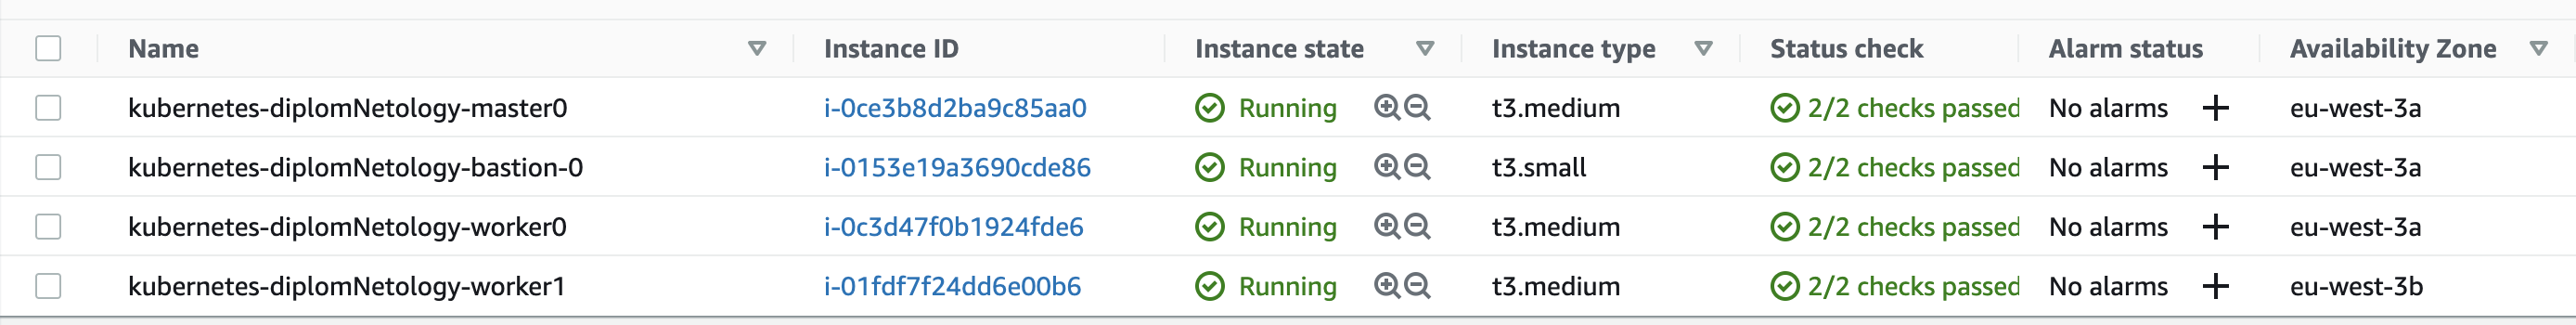 Name Instance ID Instance state Instance type Status check Alarm status Availability Zone
kubernetes-diplomNetology-master0 i-0ce3b8d2ba9c85aa0 Running t3.medium 2/2 checks passed No alarms + eu-west-3a
kubernetes-diplomNetology-bastion-0 i-0153e19a3690cde86 Running t3.small 2/2 checks passed No alarms + eu-west-3a
kubernetes-diplomNetology-worker0 i-0c3d47f0b1924fde6 Running t3.medium 2/2 checks passed No alarms + eu-west-3a
kubernetes-diplomNetology-worker1 i-01fdf7f24dd6e00b6 Running t3.medium 2/2 checks passed No alarms + eu-west-3b